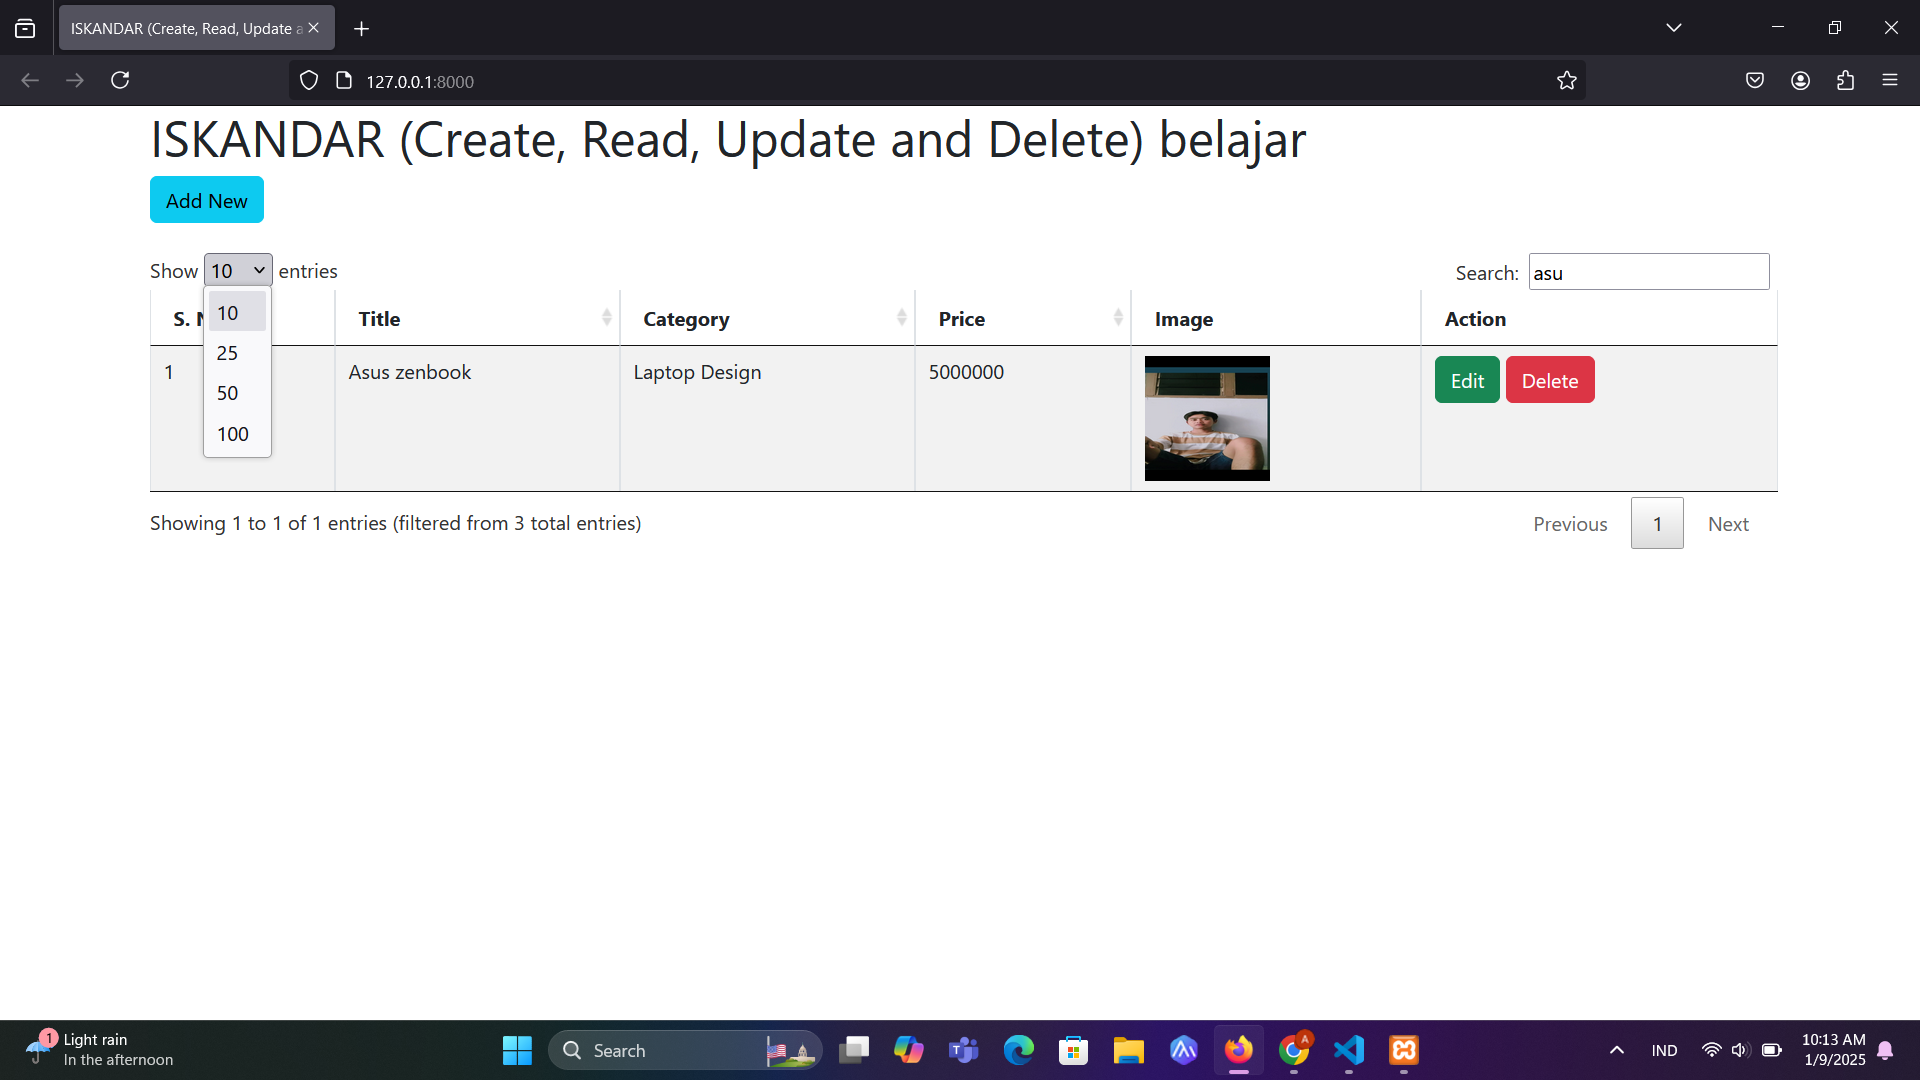 ISKANDAR (Create, Read, Update a
127.0.0.1:8000
ISKANDAR (Create, Read, Update and Delete) belajar
Add New
Show 10 entries
Search: asu
10
25
50
100
S. N Title Category Price Image Action
1 Asus zenbook Laptop Design 5000000 Edit Delete
Showing 1 to 1 of 1 entries (filtered from 3 total entries)
Previous 1 Next
1 Light rain
In the afternoon
Search
A
IND
10:13 AM
1/9/2025